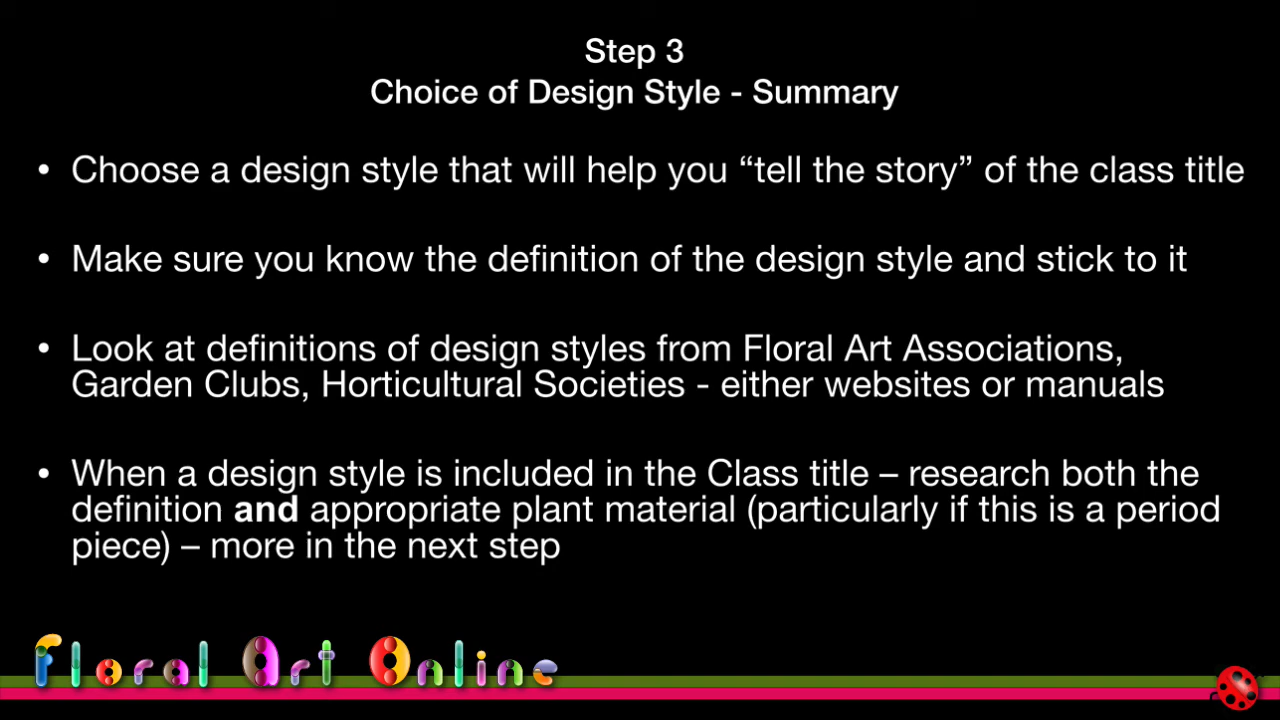 Step 3
Choice of Design Style - Summary
• Choose a design style that will help you “tell the story” of the class title
• Make sure you know the definition of the design style and stick to it
• Look at definitions of design styles from Floral Art Associations,
Garden Clubs, Horticultural Societies - either websites or manuals
• When a design style is included in the Class title – research both the
definition and appropriate plant material (particularly if this is a period
piece) – more in the next step
Floral Art Online